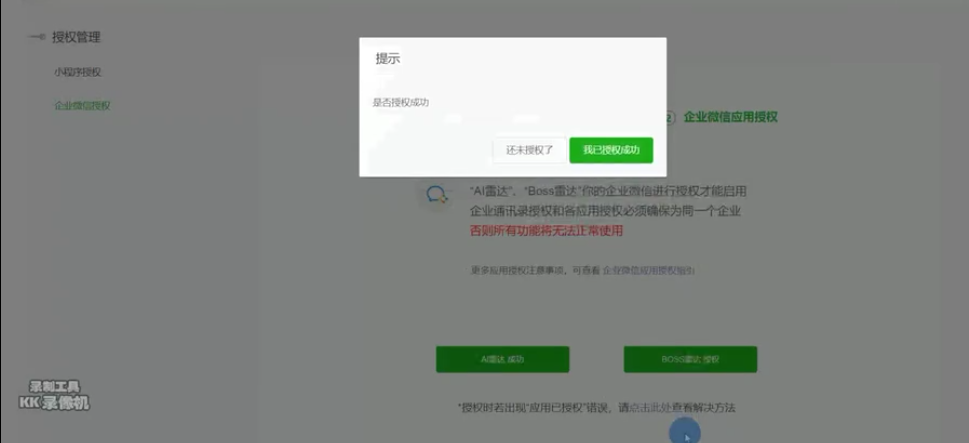 授权管理
小程序授权
企业微信授权
提示
是否授权成功
还未授权了
我已授权成功
2 企业微信应用授权
“AI雷达”、“Boss雷达”你的企业微信进行授权才能启用
企业通讯录授权和各应用授权必须确保为同一个企业
否则所有功能将无法正常使用
更多应用授权注意事项，可查看 企业微信应用授权指引
AI雷达 成功
BOSS雷达 授权
*授权时若出现“应用已授权”错误，请点击此处查看解决方法
录制工具
KK 录像机